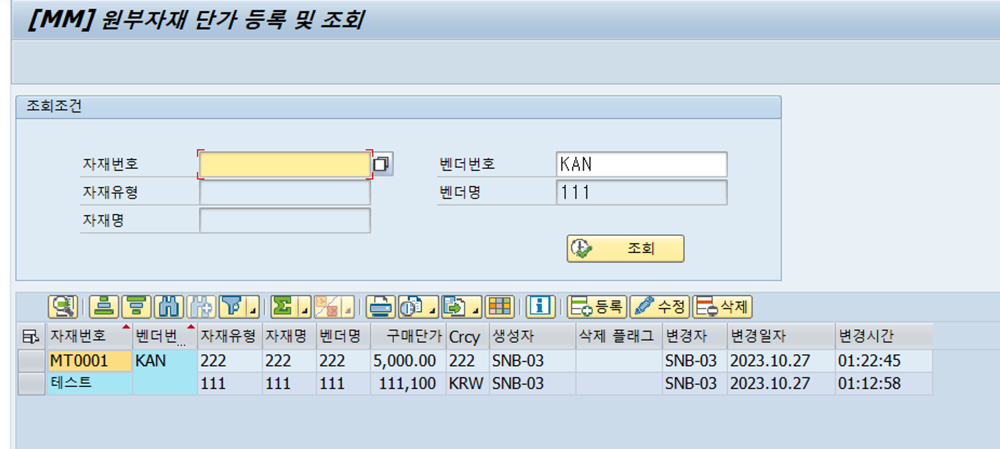 [MM] 원부자재 단가 등록 및 조회
조회조건
자재번호 벤더번호 KAN
자재유형 벤더명 111
자재명
조회
등록 수정 삭제
자재번호 벤더번... 자재유형 자재명 벤더명 구매단가 Crcy 생성자 삭제 플래그 변경자 변경일자 변경시간
MT0001 KAN 222 222 222 5,000.00 222 SNB-03 SNB-03 2023.10.27 01:22:45
테스트 111 111 111 111,100 KRW SNB-03 SNB-03 2023.10.27 01:12:58